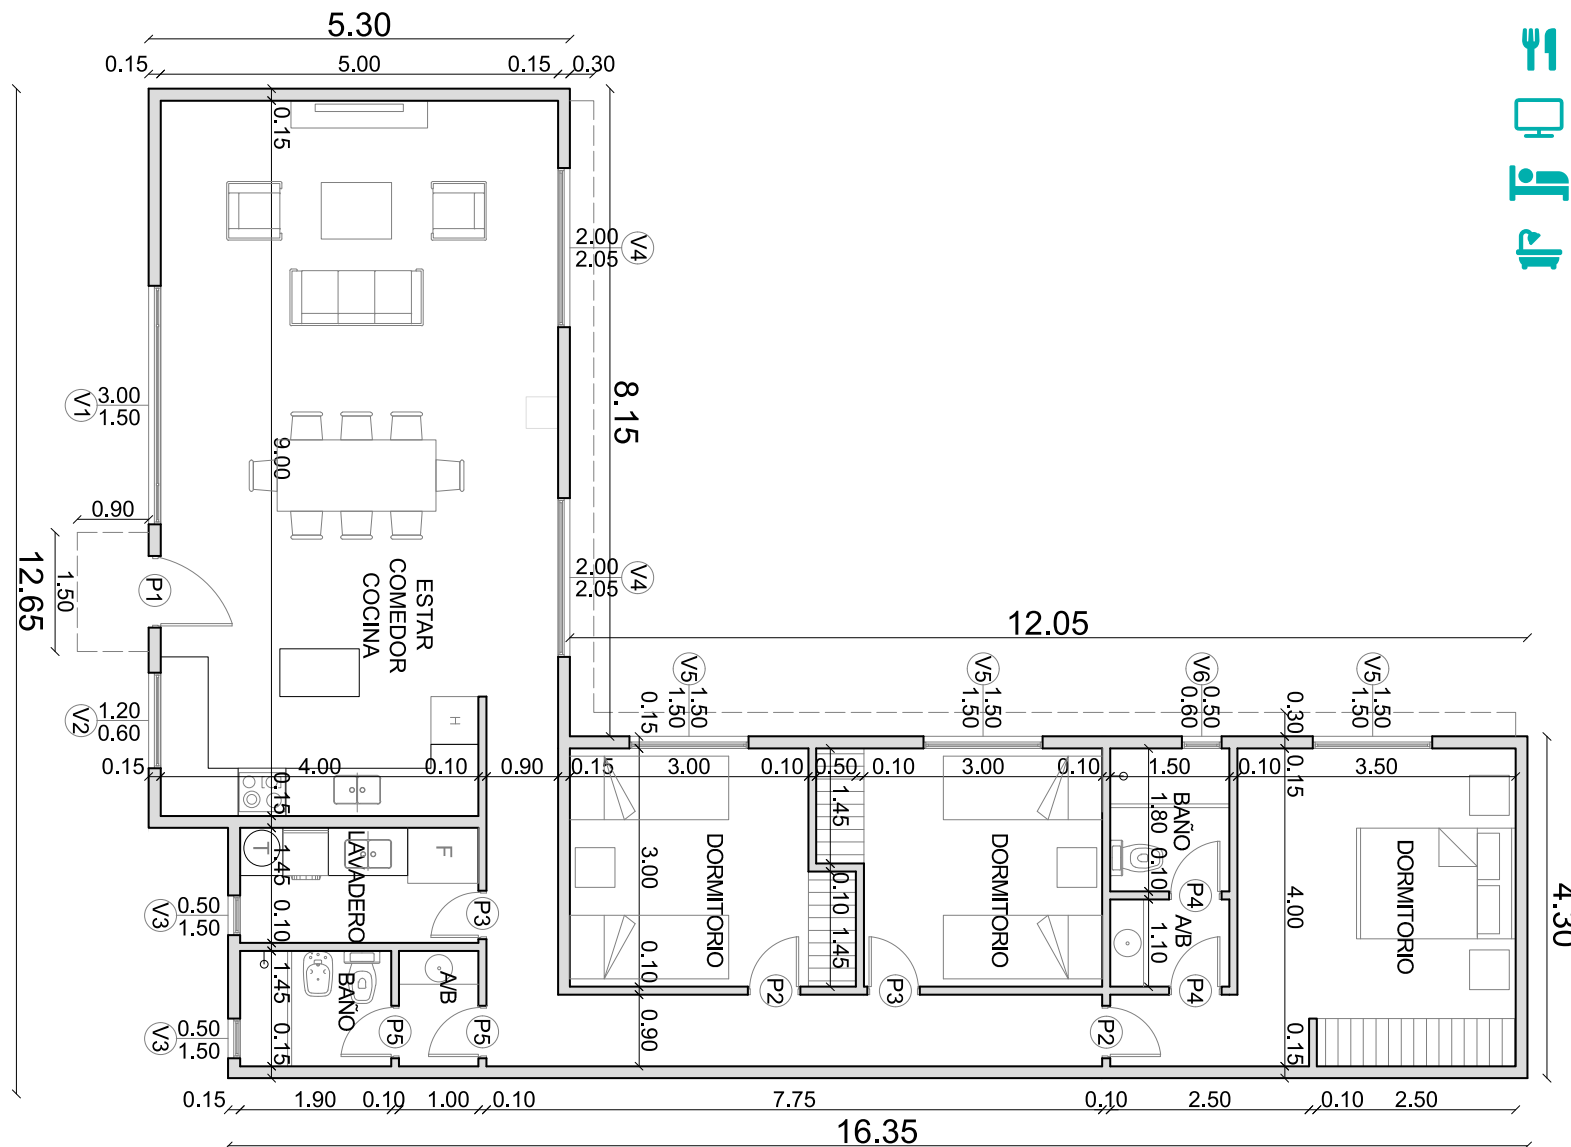 5.30
0.15
5.00
0.15
0.30
0.15
2.00
2.05
V4
8.15
V1
3.00
1.50
9.00
0.90
12.65
1.50
P1
ESTAR
COMEDOR
COCINA
2.00
2.05
V4
12.05
V2
1.20
0.60
H
V5
1.50
1.50
0.15
V5
1.50
1.50
V6
0.50
0.60
0.30
V5
1.50
1.50
0.15
4.00
0.10
0.90
0.15
3.00
0.10
0.50
0.10
3.00
0.10
1.50
0.10
3.50
0.15
0.15
T
LAVADERO
F
1.45
0.10
V3
0.50
1.50
P3
DORMITORIO
3.00
0.10
1.45
0.10
1.45
DORMITORIO
BAÑO
1.80
0.10
P4
A/B
1.10
P4
4.00
DORMITORIO
4.30
V3
0.50
1.50
1.45
0.15
BAÑO
A/B
P5
P5
0.90
P2
P3
P2
0.15
0.15
1.90
0.10
1.00
0.10
7.75
0.10
2.50
0.10
2.50
16.35